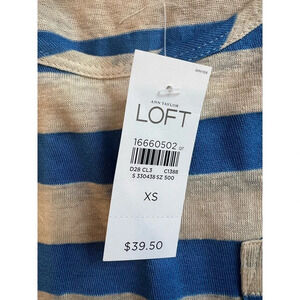 ANN TAYLOR
LOFT
16660502
D28 CL3 C1388
S 330438 SZ 500
XS
$39.50